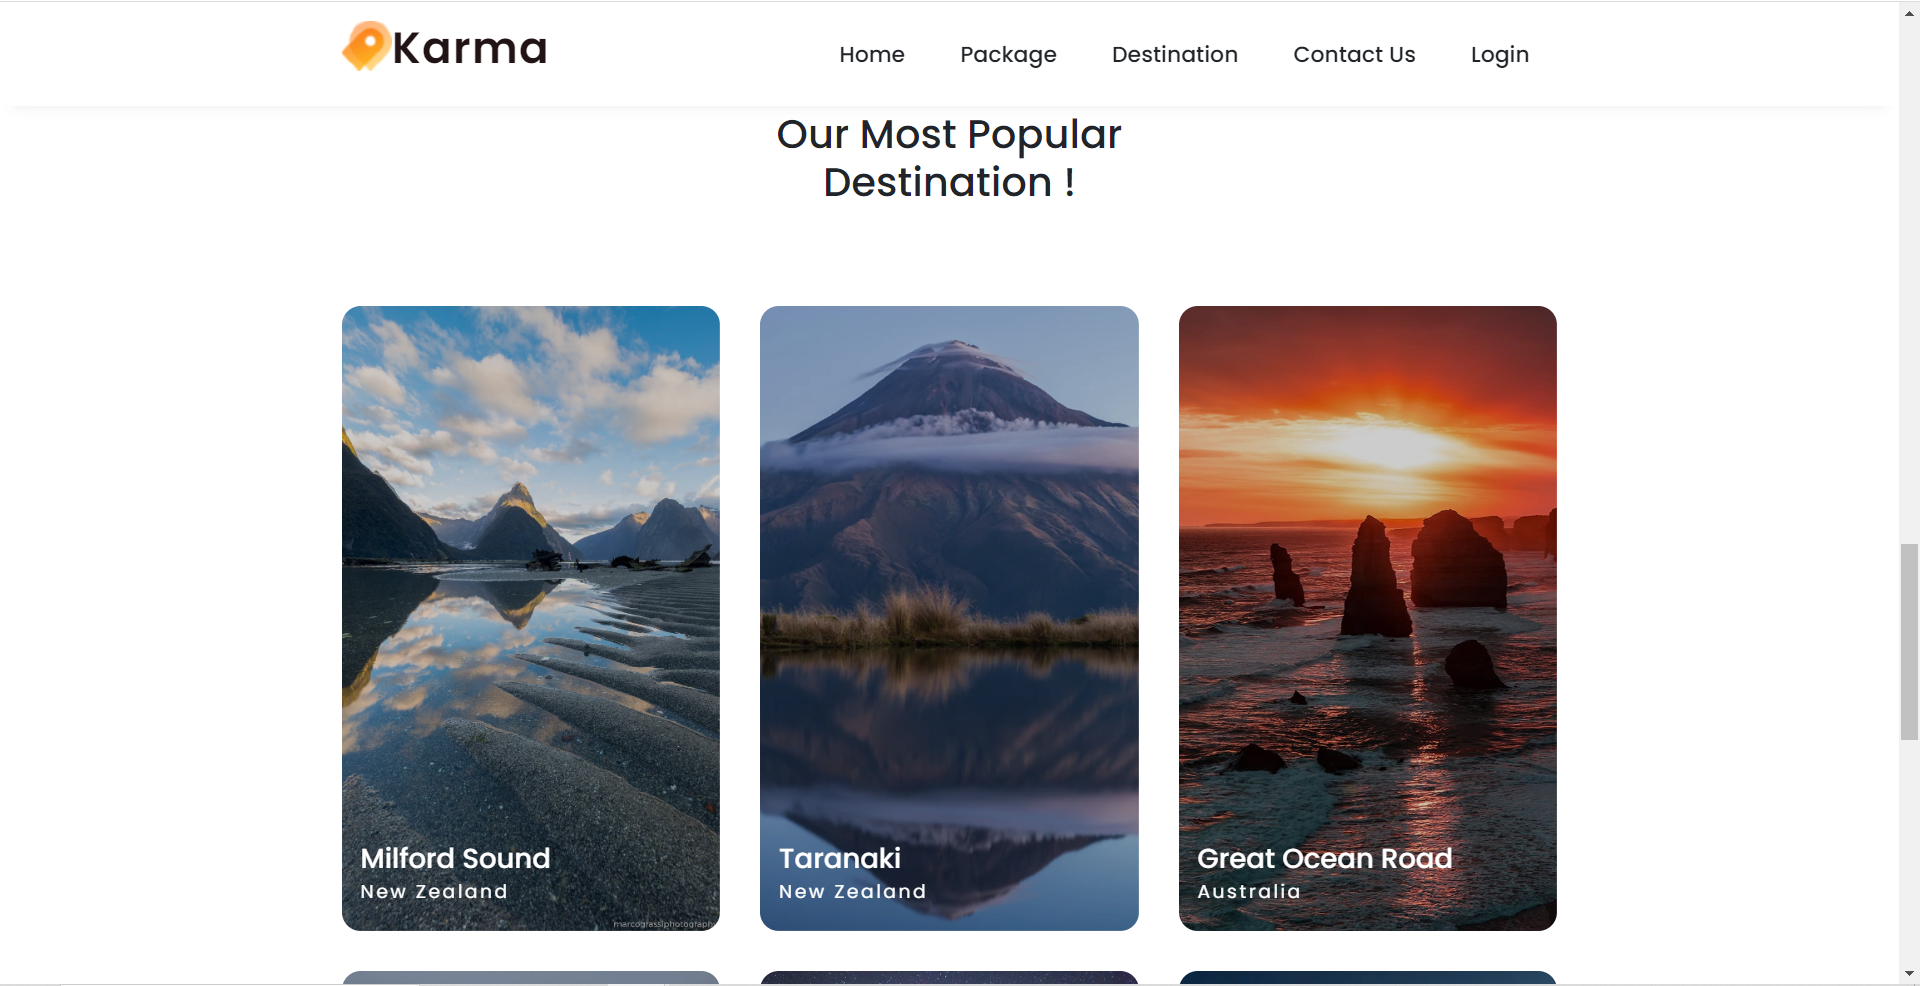 Karma
Home Package Destination Contact Us Login
Our Most Popular
Destination !
Milford Sound
New Zealand
marcograssiphotograph
Taranaki
New Zealand
Great Ocean Road
Australia